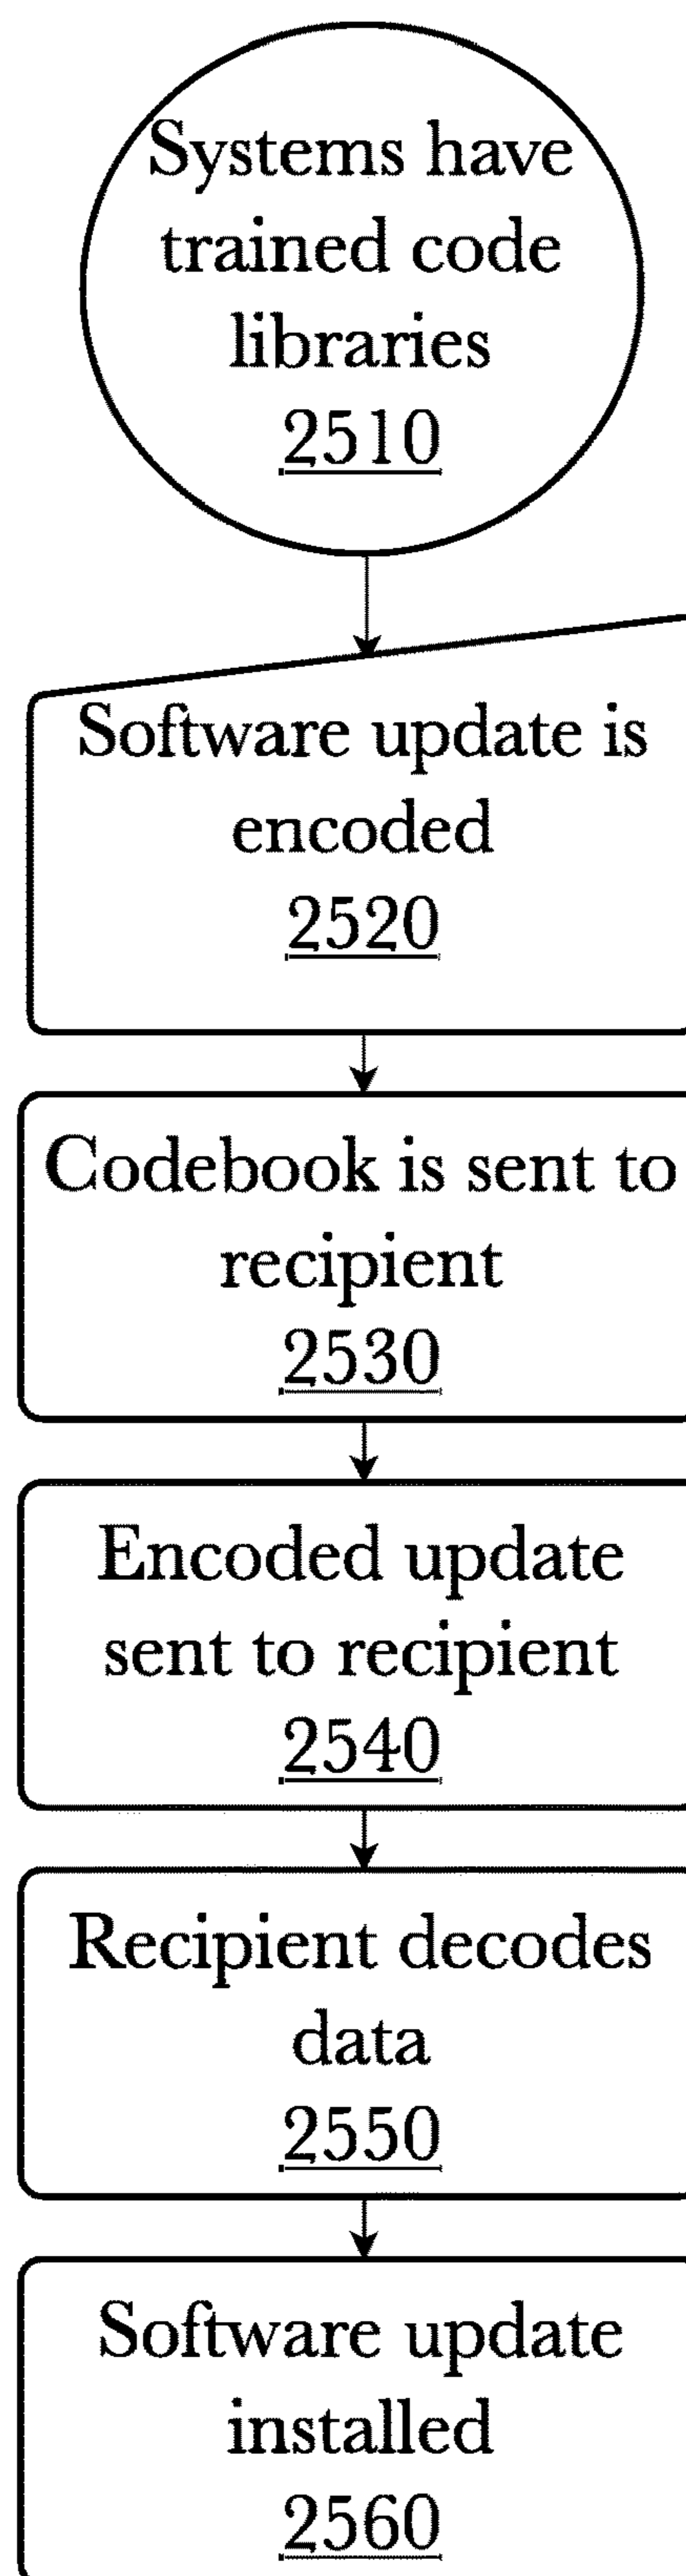 Systems have
trained code
libraries
2510
Software update is
encoded
2520
Codebook is sent to
recipient
2530
Encoded update
sent to recipient
2540
Recipient decodes
data
2550
Software update
installed
2560